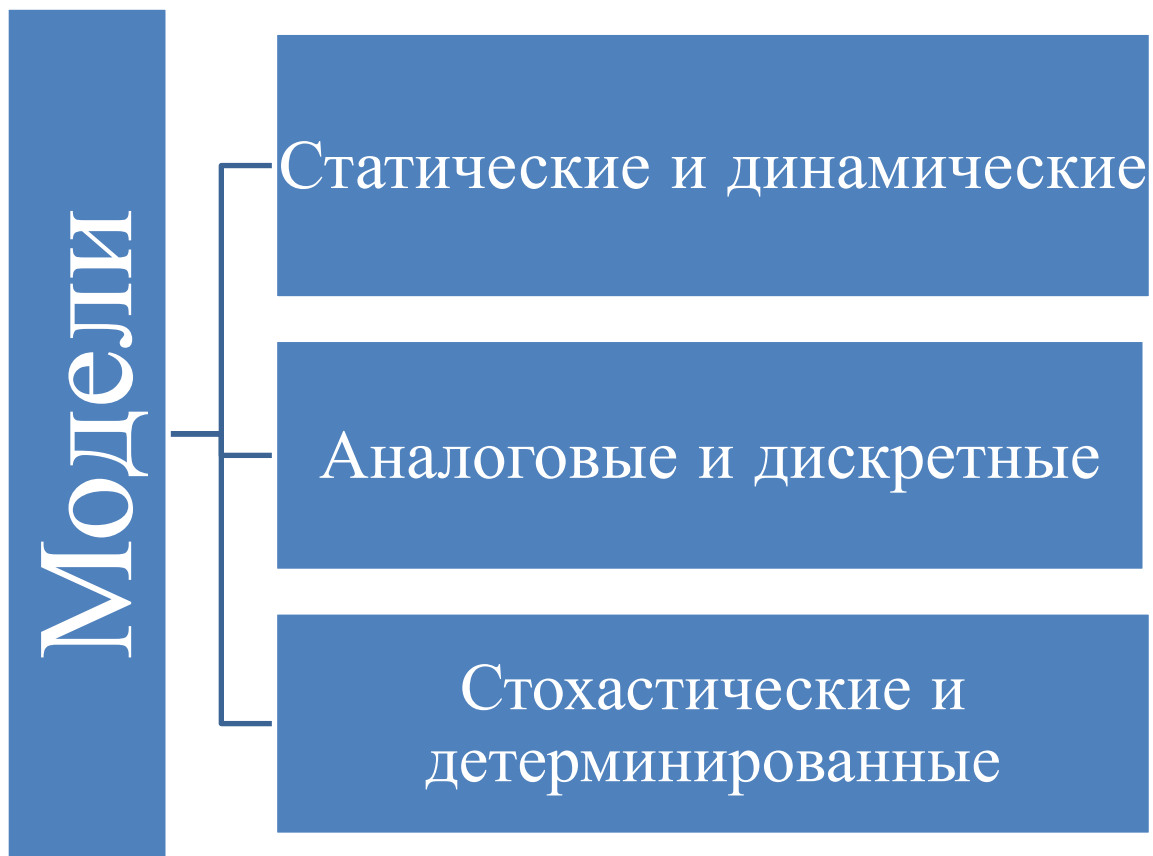 Модели
Статические и динамические
Аналоговые и дискретные
Стохастические и
детерминированные